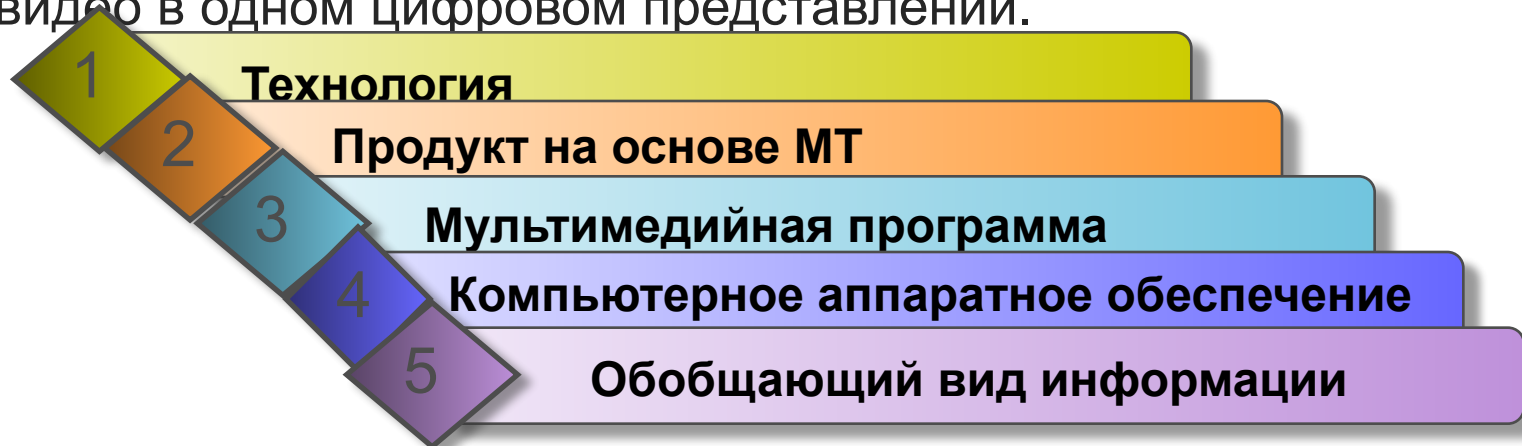 видео в одном цифровом представлении.
1 Технология
2 Продукт на основе МТ
3 Мультимедийная программа
4 Компьютерное аппаратное обеспечение
5 Обобщающий вид информации